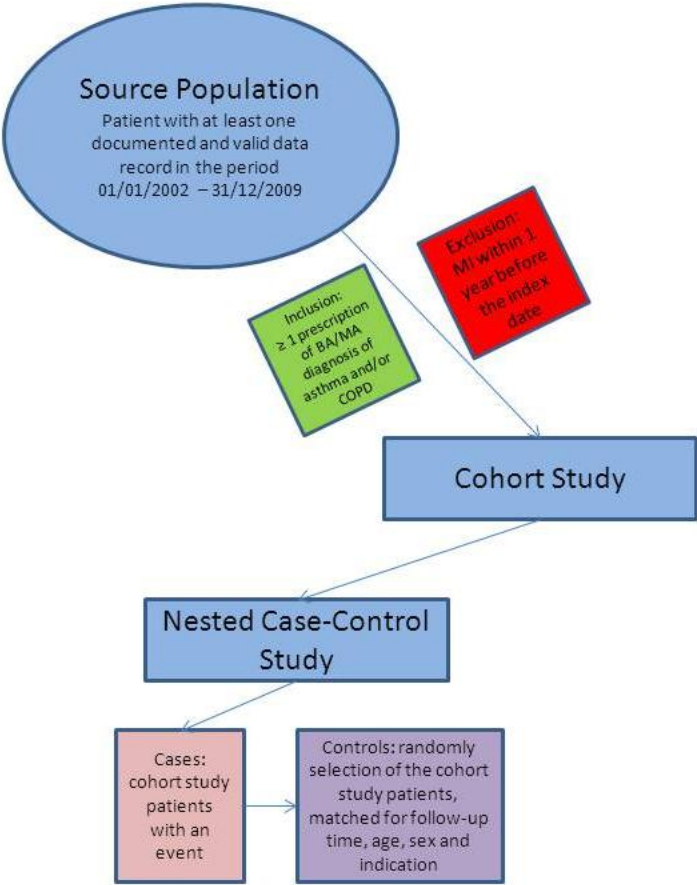 Source Population
Patient with at least one
documented and valid data
record in the period
01/01/2002 – 31/12/2009
Exclusion:
MI within 1
year before
the index
date
Inclusion:
≥ 1 prescription
of BA/MA
diagnosis of
asthma and/or
COPD
Cohort Study
Nested Case-Control
Study
Cases:
cohort study
patients
with an
event
Controls: randomly
selection of the cohort
study patients,
matched for follow-up
time, age, sex and
indication